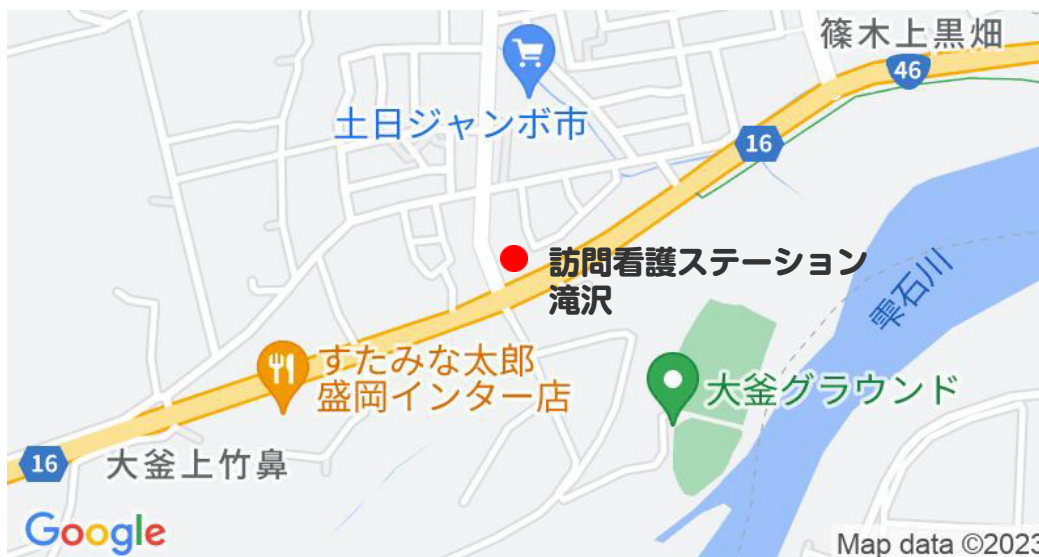 篠木上黒畑
46
土日ジャンボ市
16
訪問看護ステーション
滝沢
雫石川
すたみな太郎
盛岡インター店
大釜グラウンド
16
大釜上竹鼻
Google
Map data ©2023